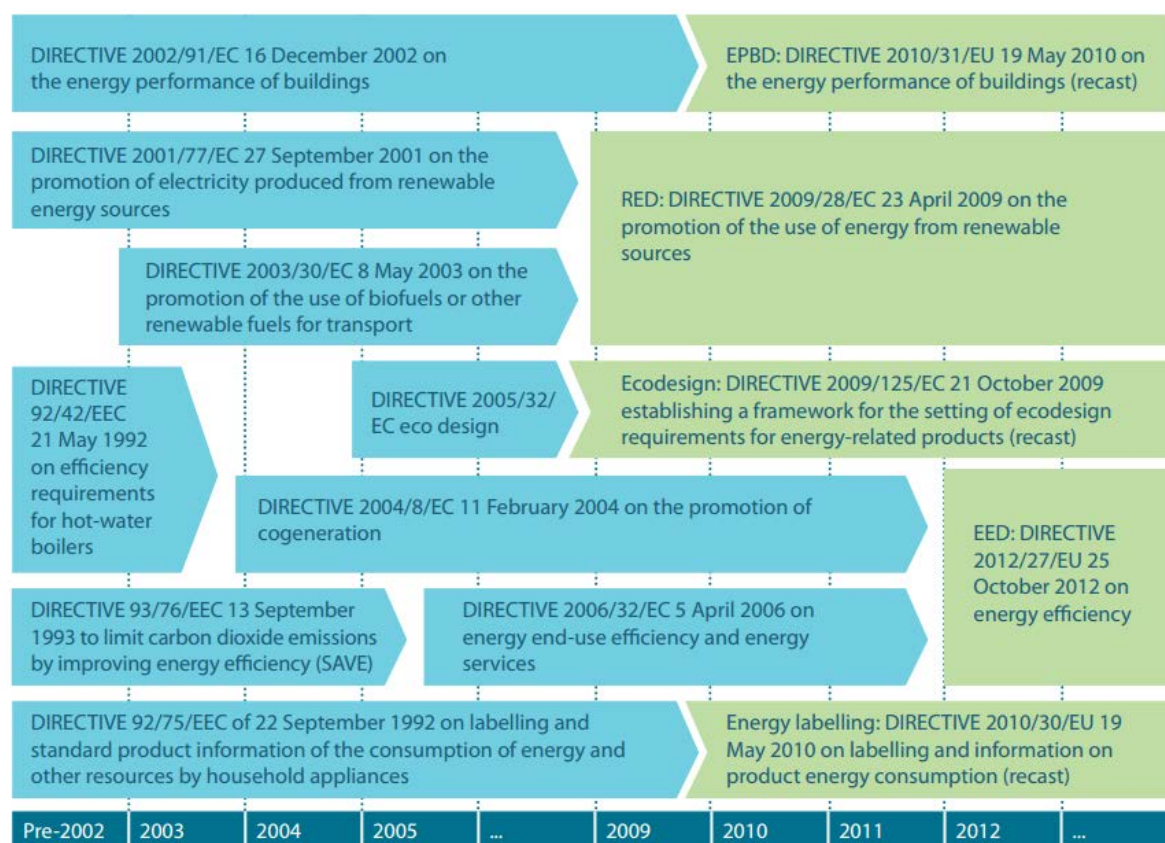 DIRECTIVE 2002/91/EC 16 December 2002 on
the energy performance of buildings
EPBD: DIRECTIVE 2010/31/EU 19 May 2010 on
the energy performance of buildings (recast)
DIRECTIVE 2001/77/EC 27 September 2001 on the
promotion of electricity produced from renewable
energy sources
RED: DIRECTIVE 2009/28/EC 23 April 2009 on the
promotion of the use of energy from renewable
sources
DIRECTIVE 2003/30/EC 8 May 2003 on the
promotion of the use of biofuels or other
renewable fuels for transport
DIRECTIVE
92/42/EEC
21 May 1992
on efficiency
requirements
for hot-water
boilers
DIRECTIVE 2005/32/
EC eco design
Ecodesign: DIRECTIVE 2009/125/EC 21 October 2009
establishing a framework for the setting of ecodesign
requirements for energy-related products (recast)
DIRECTIVE 2004/8/EC 11 February 2004 on the promotion of
cogeneration
EED: DIRECTIVE
2012/27/EU 25
October 2012 on
energy efficiency
DIRECTIVE 93/76/EEC 13 September
1993 to limit carbon dioxide emissions
by improving energy efficiency (SAVE)
DIRECTIVE 2006/32/EC 5 April 2006 on
energy end-use efficiency and energy
services
DIRECTIVE 92/75/EEC of 22 September 1992 on labelling and
standard product information of the consumption of energy and
other resources by household appliances
Energy labelling: DIRECTIVE 2010/30/EU 19
May 2010 on labelling and information on
product energy consumption (recast)
Pre-2002 2003 2004 2005 ... 2009 2010 2011 2012 ...